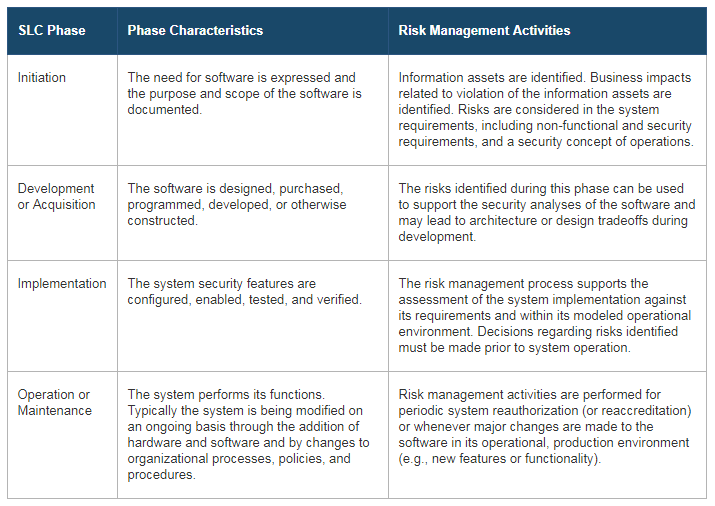 SLC Phase
Phase Characteristics
Risk Management Activities
Initiation
The need for software is expressed and
the purpose and scope of the software is
documented.
Information assets are identified. Business impacts
related to violation of the information assets are
identified. Risks are considered in the system
requirements, including non-functional and security
requirements, and a security concept of operations.
Development
or Acquisition
The software is designed, purchased,
programmed, developed, or otherwise
constructed.
The risks identified during this phase can be used
to support the security analyses of the software and
may lead to architecture or design tradeoffs during
development.
Implementation
The system security features are
configured, enabled, tested, and verified.
The risk management process supports the
assessment of the system implementation against
its requirements and within its modeled operational
environment. Decisions regarding risks identified
must be made prior to system operation.
Operation or
Maintenance
The system performs its functions.
Typically the system is being modified on
an ongoing basis through the addition of
hardware and software and by changes to
organizational processes, policies, and
procedures.
Risk management activities are performed for
periodic system reauthorization (or reaccreditation)
or whenever major changes are made to the
software in its operational, production environment
(e.g., new features or functionality).